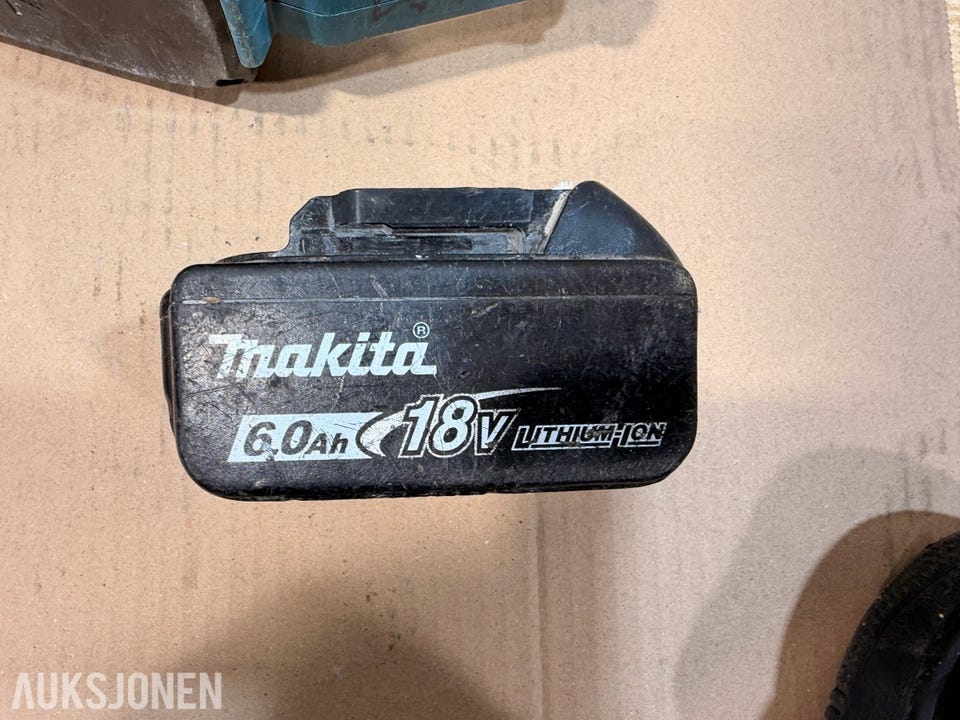 makita®
6.0Ah 18V LITHIUM-ION
AUKSJONEN